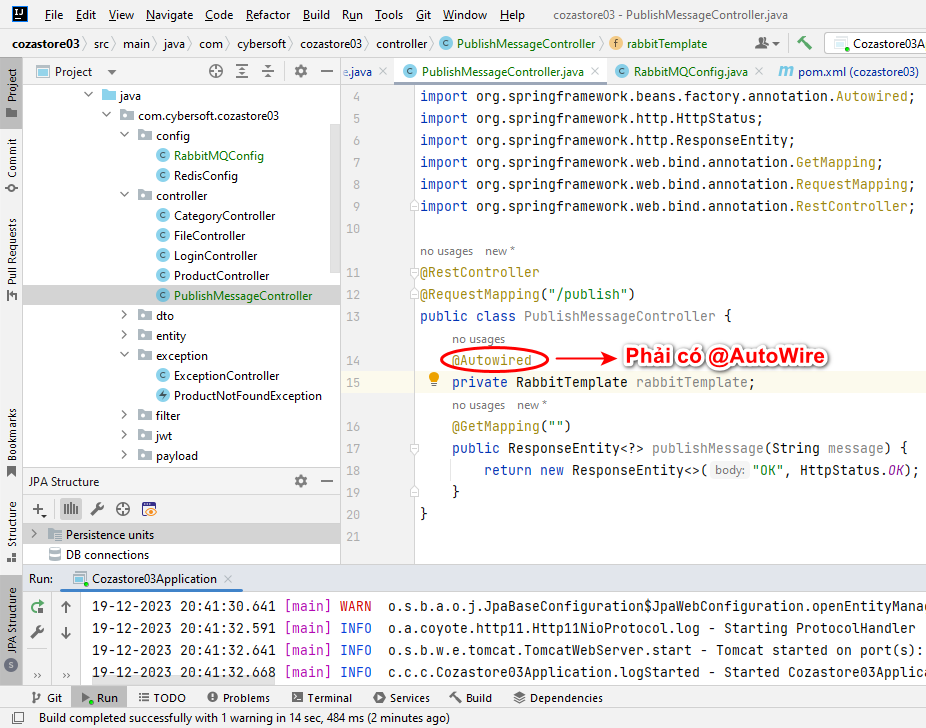 File Edit View Navigate Code Refactor Build Run Tools Git Window Help cozastore03 - PublishMessageController.java
cozastore03 src main java com cybersoft cozastore03 controller PublishMessageController rabbitTemplate Cozastore03A
Project e.java PublishMessageController.java RabbitMQConfig.java pom.xml (cozastore03)
Project
Commit
Pull Requests
Bookmarks
Structure
JPA Structure
java
com.cybersoft.cozastore03
config
RabbitMQConfig
RedisConfig
controller
CategoryController
FileController
LoginController
ProductController
PublishMessageController
dto
entity
exception
ExceptionController
ProductNotFoundException
filter
jwt
payload
JPA Structure
Persistence units
DB connections
4 import org.springframework.beans.factory.annotation.Autowired;
5 import org.springframework.http.HttpStatus;
6 import org.springframework.http.ResponseEntity;
7 import org.springframework.web.bind.annotation.GetMapping;
8 import org.springframework.web.bind.annotation.RequestMapping;
9 import org.springframework.web.bind.annotation.RestController;
10
no usages new *
11 @RestController
12 @RequestMapping("/publish")
13 public class PublishMessageController {
no usages
14 @Autowired Phải có @AutoWire
15 private RabbitTemplate rabbitTemplate;
no usages new *
16 @GetMapping("")
17 public ResponseEntity<?> publishMessage(String message) {
18 return new ResponseEntity<>( body: "OK", HttpStatus.OK);
19 }
20 }
21
Run: Cozastore03Application
19-12-2023 20:41:30.641 [main] WARN o.s.b.a.o.j.JpaBaseConfiguration$JpaWebConfiguration.openEntityMana
19-12-2023 20:41:32.591 [main] INFO o.a.coyote.http11.Http11NioProtocol.log - Starting ProtocolHandler
19-12-2023 20:41:32.641 [main] INFO o.s.b.w.e.tomcat.TomcatWebServer.start - Tomcat started on port(s):
19-12-2023 20:41:32.668 [main] INFO c.c.c.Cozastore03Application.logStarted - Started Cozastore03Applic
Git Run TODO Problems Terminal Services Build Dependencies
Build completed successfully with 1 warning in 14 sec, 484 ms (2 minutes ago)